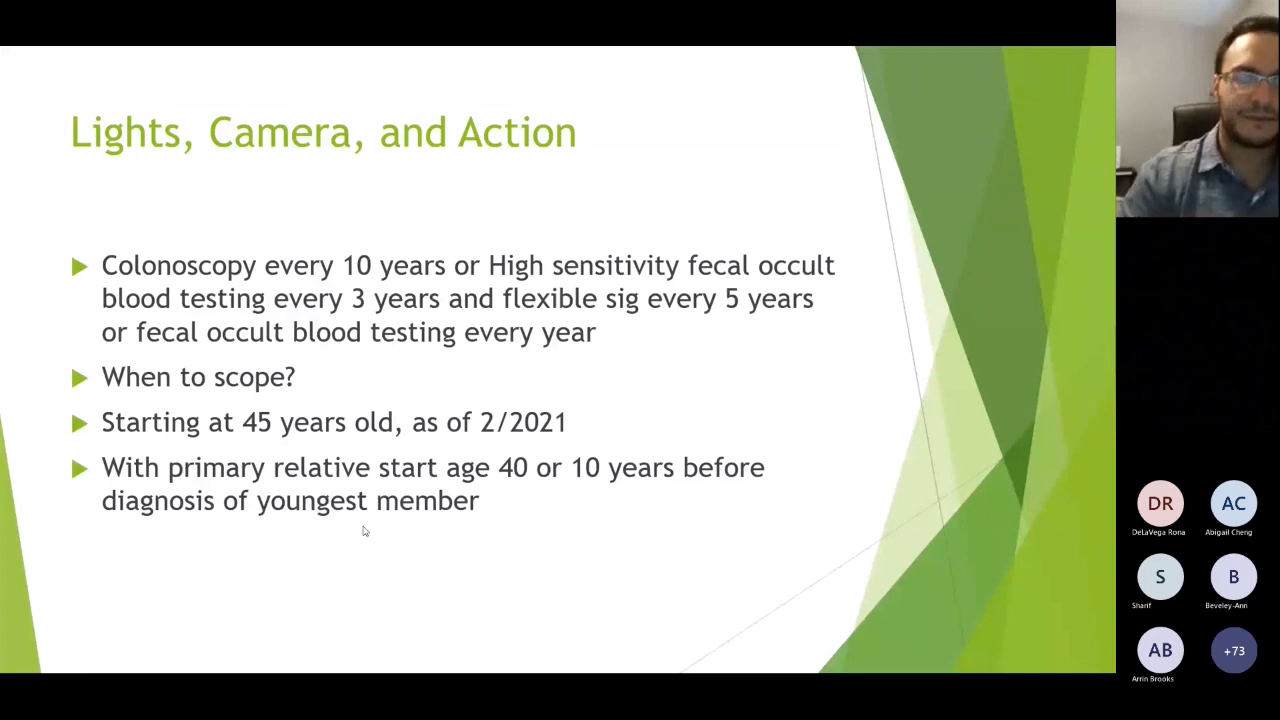 Lights, Camera, and Action
Colonoscopy every 10 years or High sensitivity fecal occult
blood testing every 3 years and flexible sig every 5 years
or fecal occult blood testing every year
When to scope?
Starting at 45 years old, as of 2/2021
With primary relative start age 40 or 10 years before
diagnosis of youngest member
DR
AC
DeLaVega Rona
Abigail Cheng
S
B
Sharif
Beveley-Ann
AB
+73
Arrin Brooks